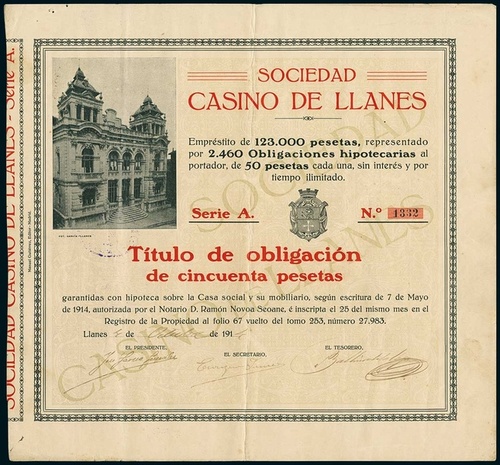 SOCIEDAD CASINO DE LLANES - Serie A.
SOCIEDAD
CASINO DE LLANES
Empréstito de 123.000 pesetas, representado
por 2.460 Obligaciones hipotecarias al
portador, de 50 pesetas cada una, sin interés y por
tiempo ilimitado.
Serie A.
N.º 1332
Título de obligación
de cincuenta pesetas
garantidas con hipoteca sobre la Casa social y su mobiliario, según escritura de 7 de Mayo
de 1914, autorizada por el Notario D. Ramón Novoa Seoane, é inscripta el 25 del mismo mes en el
Registro de la Propiedad al folio 67 vuelto del tomo 253, número 27.983.
Llanes de de 191
EL PRESIDENTE,
EL SECRETARIO,
EL TESORERO,
SOCIEDAD
CASINO
LLANES